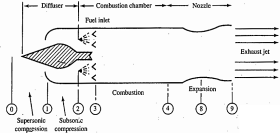 Diffuser
Combustion chamber
Nozzle
Fuel inlet
Exhaust jet
Combustion
Expansion
0
1
2
3
4
8
9
Supersonic
compression
Subsonic
compression